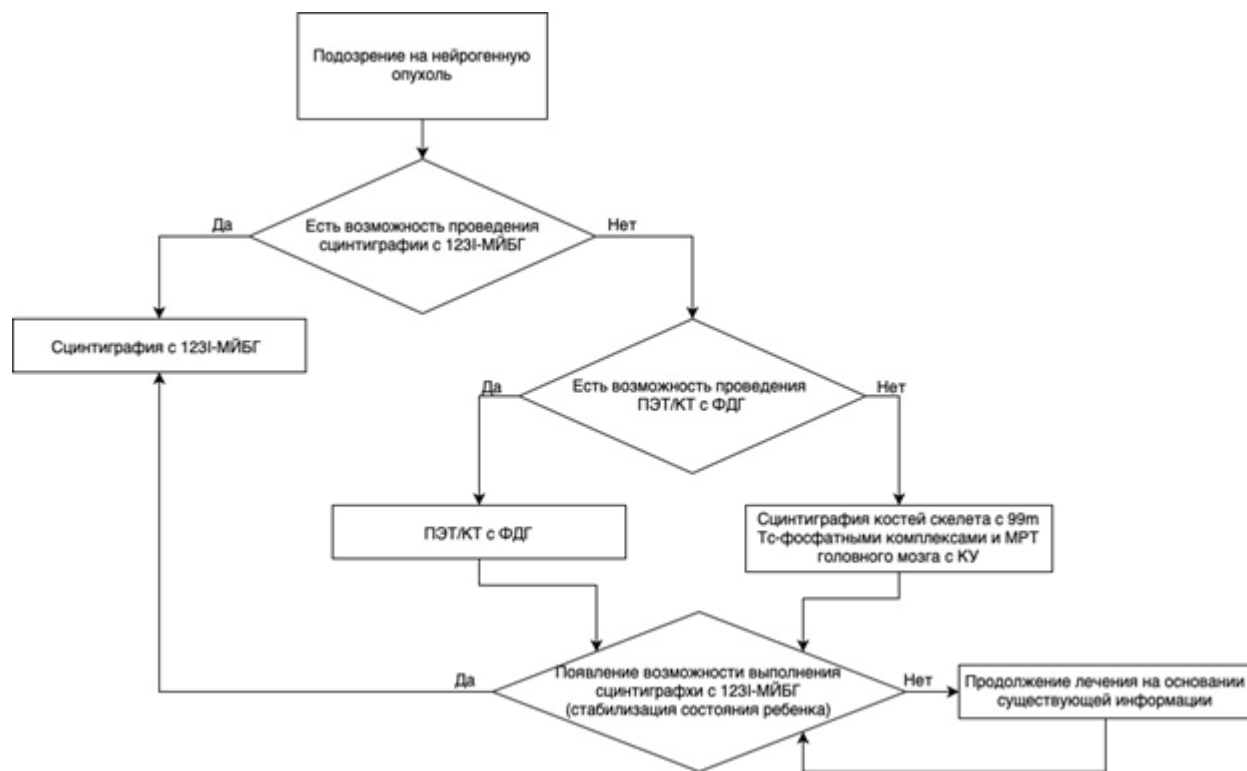 Подозрение на нейрогенную
опухоль
Да
Есть возможность проведения
сцинтиграфии с 123I-МЙБГ
Нет
Сцинтиграфия с 123I-МЙБГ
Да
Есть возможность проведения
ПЭТ/КТ с ФДГ
Нет
ПЭТ/КТ с ФДГ
Сцинтиграфия костей скелета с 99m
Tc-фосфатными комплексами и МРТ
головного мозга с КУ
Да
Появление возможности выполнения
сцинтиграфхи с 123I-МЙБГ
(стабилизация состояния ребенка)
Нет
Продолжение лечения на основании
существующей информации